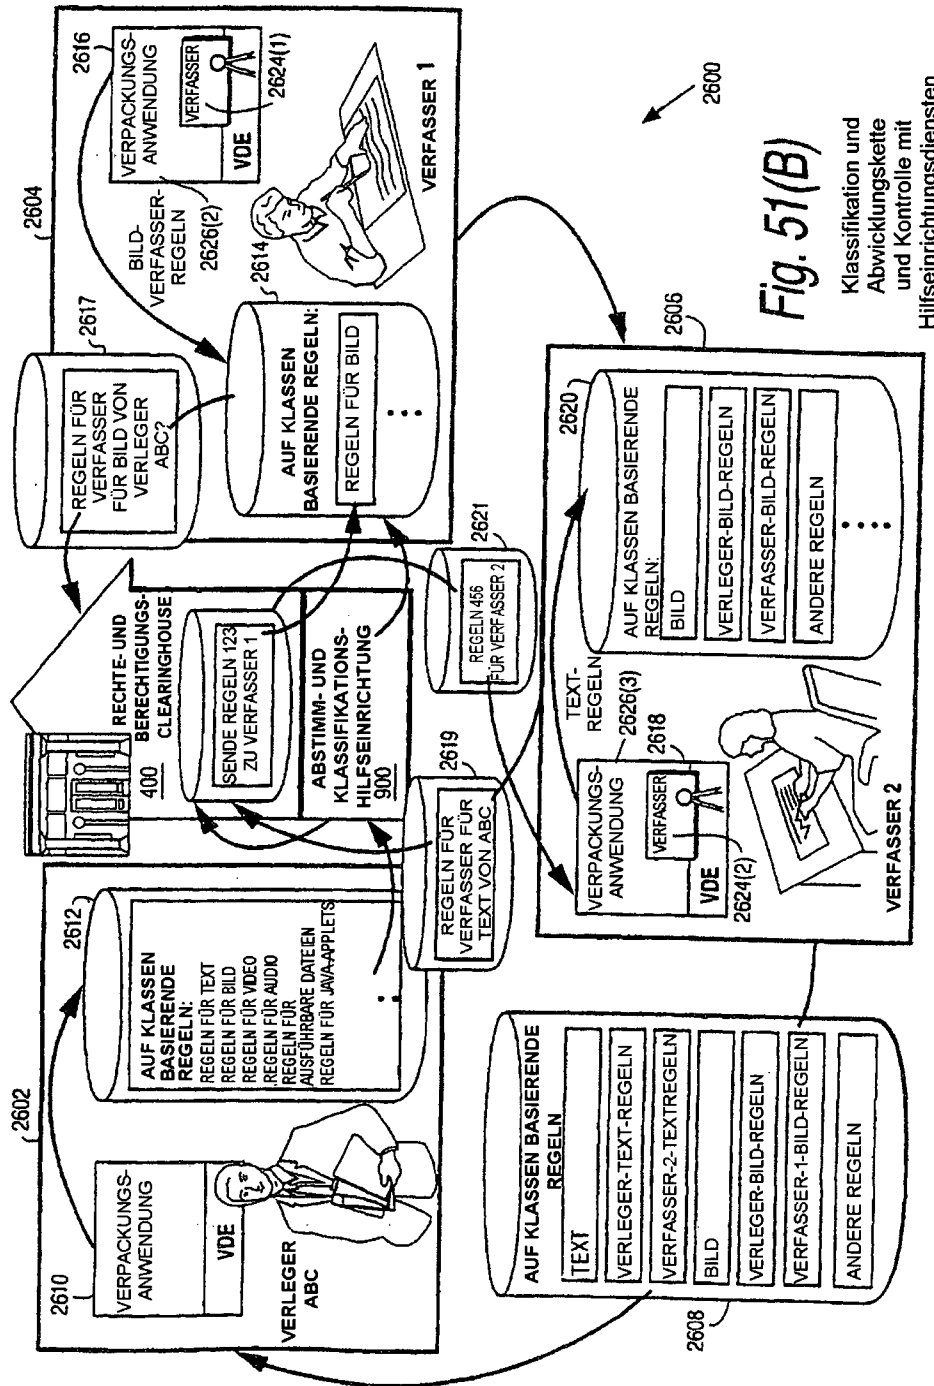 2602
2610
VERPACKUNGS-
ANWENDUNG
VDE
VERLEGER
ABC
2612
AUF KLASSEN
BASIERENDE
REGELN:
REGELN FÜR TEXT
REGELN FÜR BILD
REGELN FÜR VIDEO
.REGELN FÜR AUDIO
REGELN FÜR
AUSFÜHRBARE DATEIEN
REGELN FÜR JAVA-APPLETS
RECHTE- UND
BERECHTIGUNGS-
CLEARINGHOUSE
400
SENDE REGELN 123
ZU VERFASSER 1
ABSTIMM- UND
KLASSIFIKATIONS-
HILFSEINRICHTUNG
900
2617
REGELN FÜR
VERFASSER
FÜR BILD VON
VERLEGER
ABC?
2604
2616
VERPACKUNGS-
ANWENDUNG
VERFASSER
2624(1)
VDE
BILD-
VERFASSER-
REGELN
2626(2)
2614
AUF KLASSEN
BASIERENDE REGELN:
REGELN FÜR BILD
VERFASSER 1
2619
REGELN FÜR
VERFASSER FÜR
TEXT VON ABC
2621
REGELN 456
FÜR VERFASSER 2
2608
AUF KLASSEN BASIERENDE
REGELN
TEXT
VERLEGER-TEXT-REGELN
VERFASSER-2-TEXTREGELN
BILD
VERLEGER-BILD-REGELN
VERFASSER-1-BILD-REGELN
ANDERE REGELN
2606
VERPACKUNGS-
ANWENDUNG
VERFASSER
VDE
2624(2)
2618
2626(3)
TEXT-
REGELN
VERFASSER 2
2620
AUF KLASSEN BASIERENDE
REGELN:
BILD
VERLEGER-BILD-REGELN
VERFASSER-BILD-REGELN
ANDERE REGELN
2600
Fig. 51(B)
Klassifikation und
Abwicklungskette
und Kontrolle mit
Hilfseinrichtungsdiensten